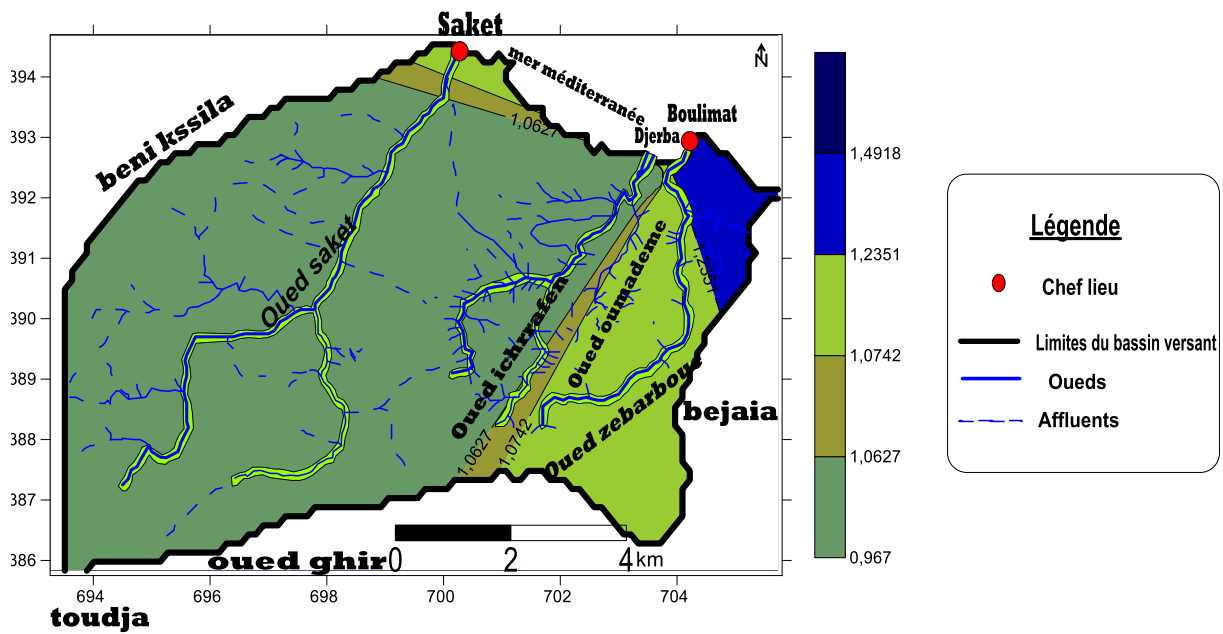 Saket
mer méditerranée
N
Boulimat
Djerba
beni kssila
1,0627
Oued saker
Oued ichrrafen
Oued oumademe
1,2351
Oued zebarbour
bejaia
1,0627
1,0742
0 2 4 km
oued ghir
toudja
394
393
392
391
390
389
388
387
386
694 696 698 700 702 704
1,4918
1,2351
1,0742
1,0627
0,967
Légende
Chef lieu
Limites du bassin versant
Oueds
Affluents